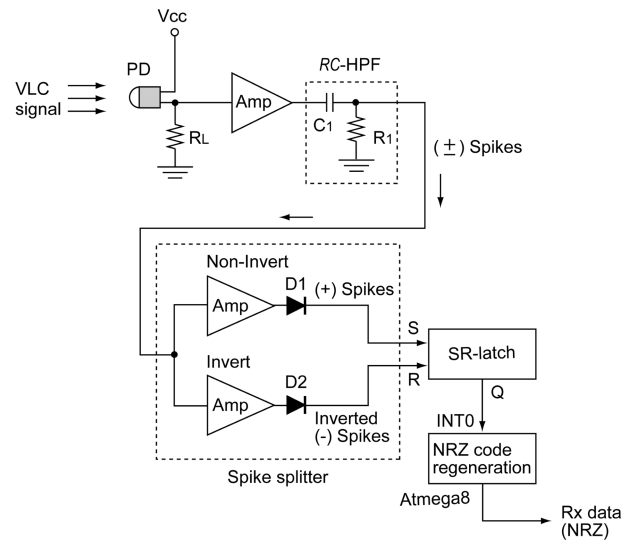 Vcc
PD
VLC
signal
RL
Amp
RC-HPF
C1
R1
(±) Spikes
Non-Invert
Amp
D1
(+) Spikes
Invert
Amp
D2
Inverted
(-) Spikes
Spike splitter
S
R
SR-latch
Q
INT0
NRZ code
regeneration
Atmega8
Rx data
(NRZ)